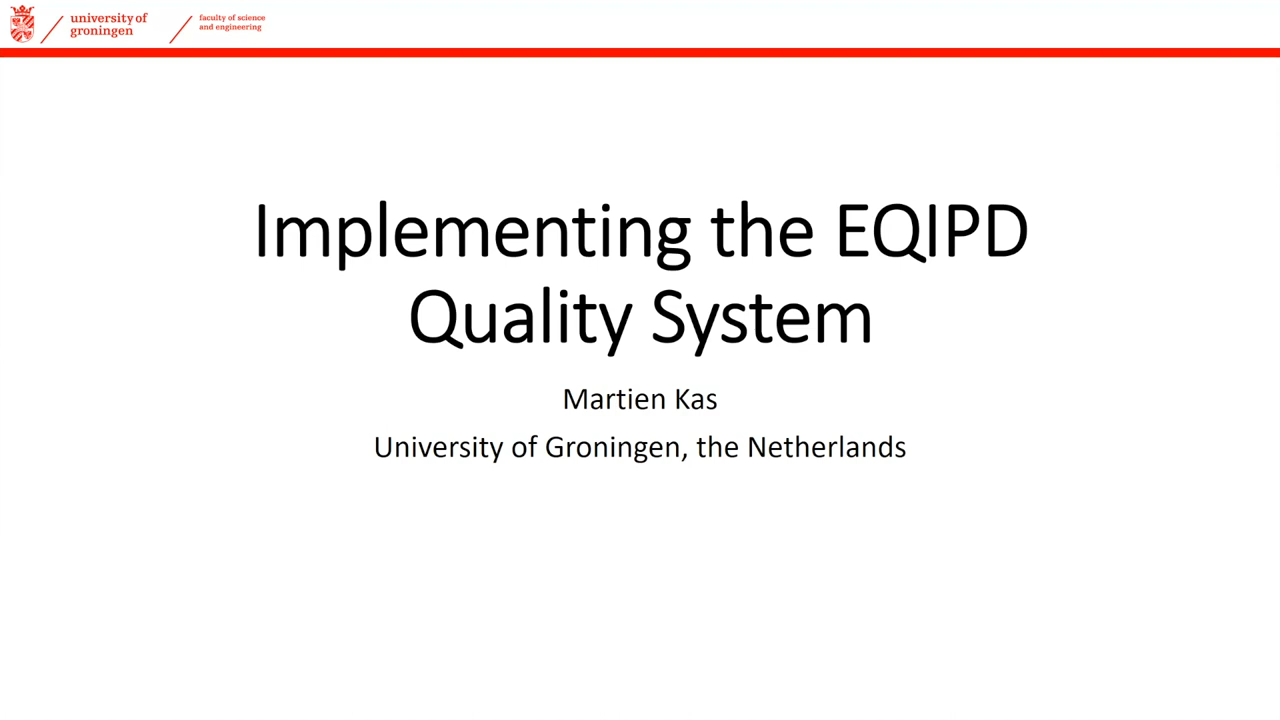 university of
groningen
faculty of science
and engineering
Implementing the EQIPD
Quality System
Martien Kas
University of Groningen, the Netherlands